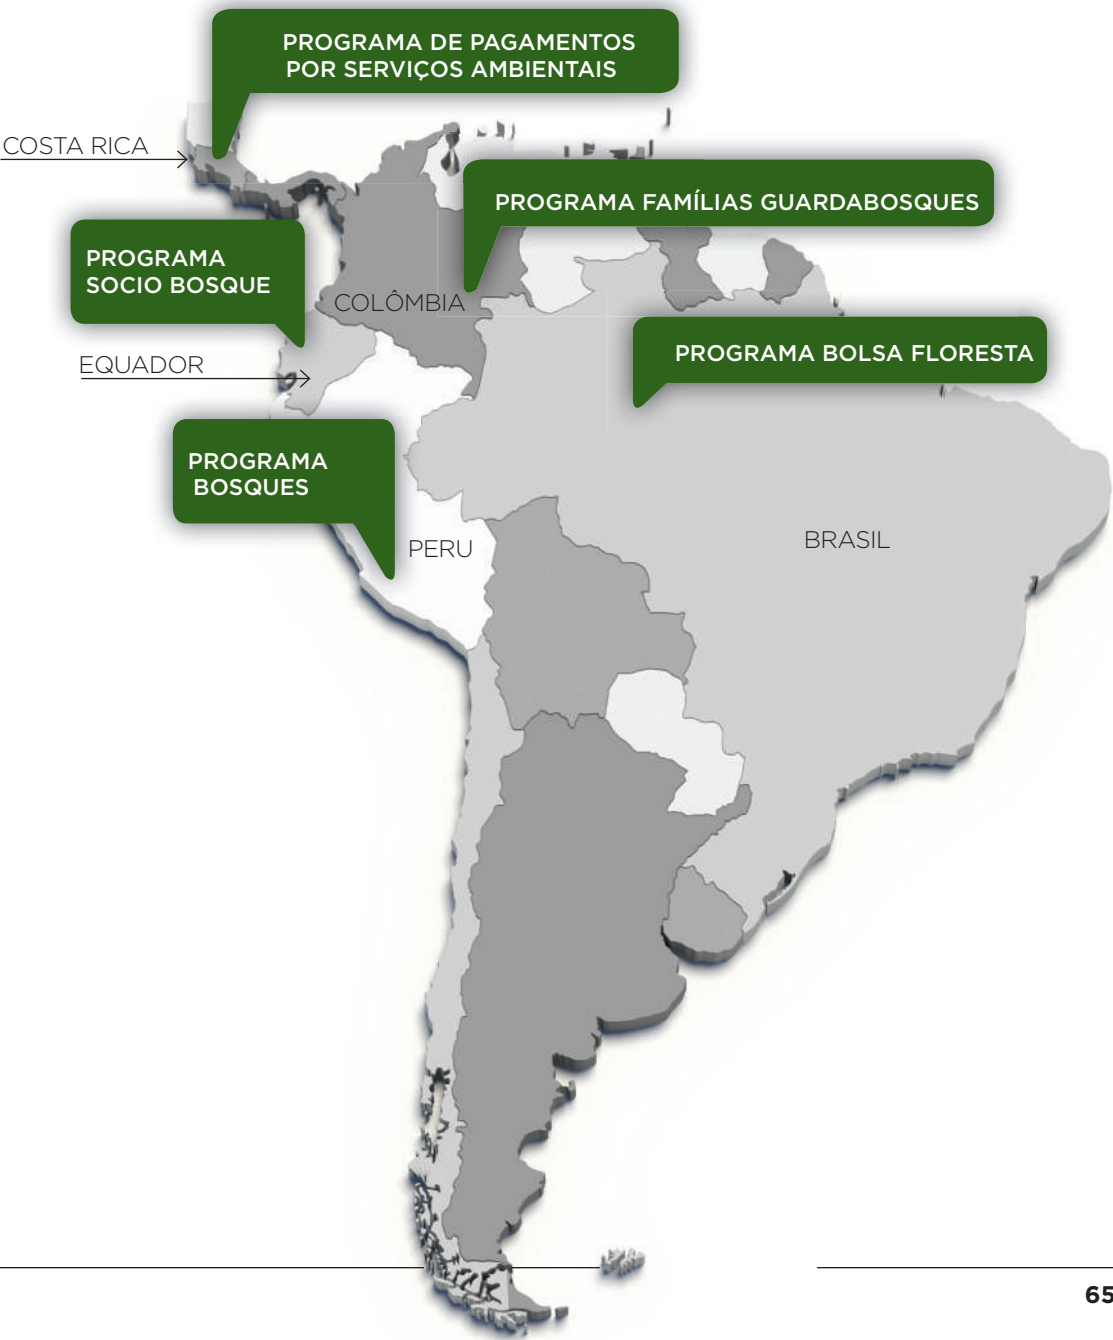 PROGRAMA DE PAGAMENTOS
POR SERVIÇOS AMBIENTAIS
COSTA RICA
PROGRAMA FAMÍLIAS GUARDABOSQUES
PROGRAMA
SOCIO BOSQUE
COLÔMBIA
PROGRAMA BOLSA FLORESTA
EQUADOR
PROGRAMA
BOSQUES
PERU
BRASIL
65